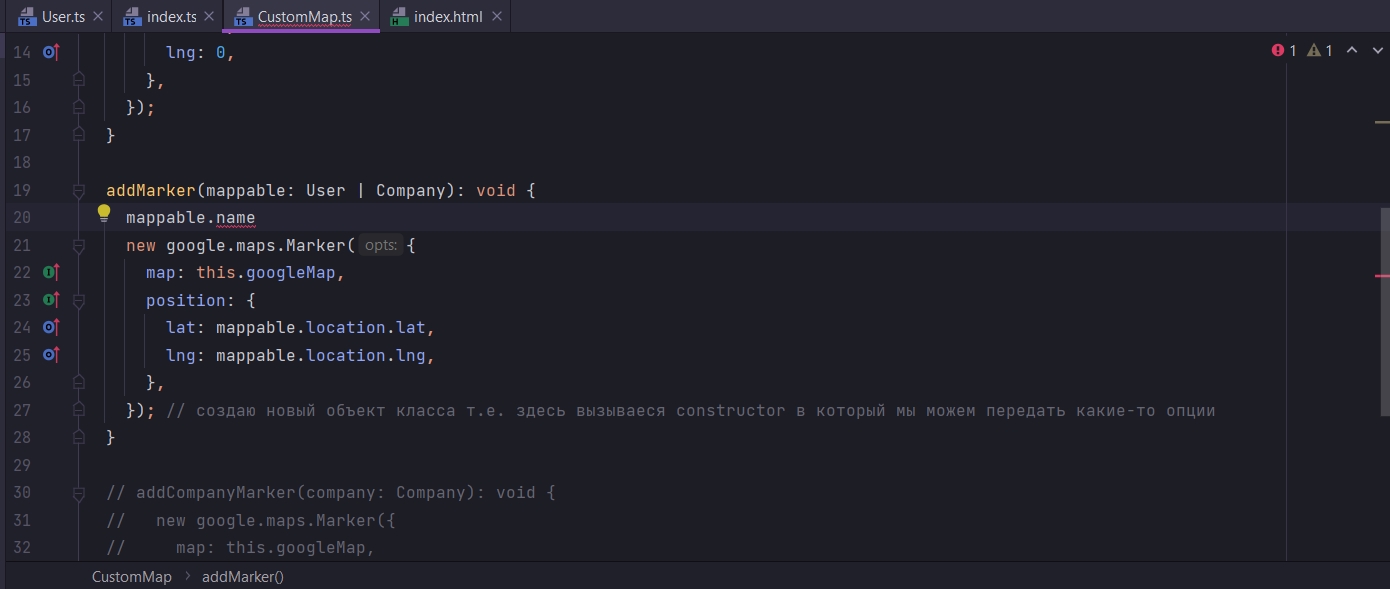 User.ts index.ts CustomMap.ts index.html
14 lng: 0, 1 1
15 },
16 });
17 }
18
19 addMarker(mappable: User | Company): void {
20 mappable.name
21 new google.maps.Marker( opts: {
22 map: this.googleMap,
23 position: {
24 lat: mappable.location.lat,
25 lng: mappable.location.lng,
26 },
27 }); // создаю новый объект класса т.е. здесь вызываеся constructor в который мы можем передать какие-то опции
28 }
29
30 // addCompanyMarker(company: Company): void {
31 // new google.maps.Marker({
32 // map: this.googleMap,
CustomMap > addMarker()